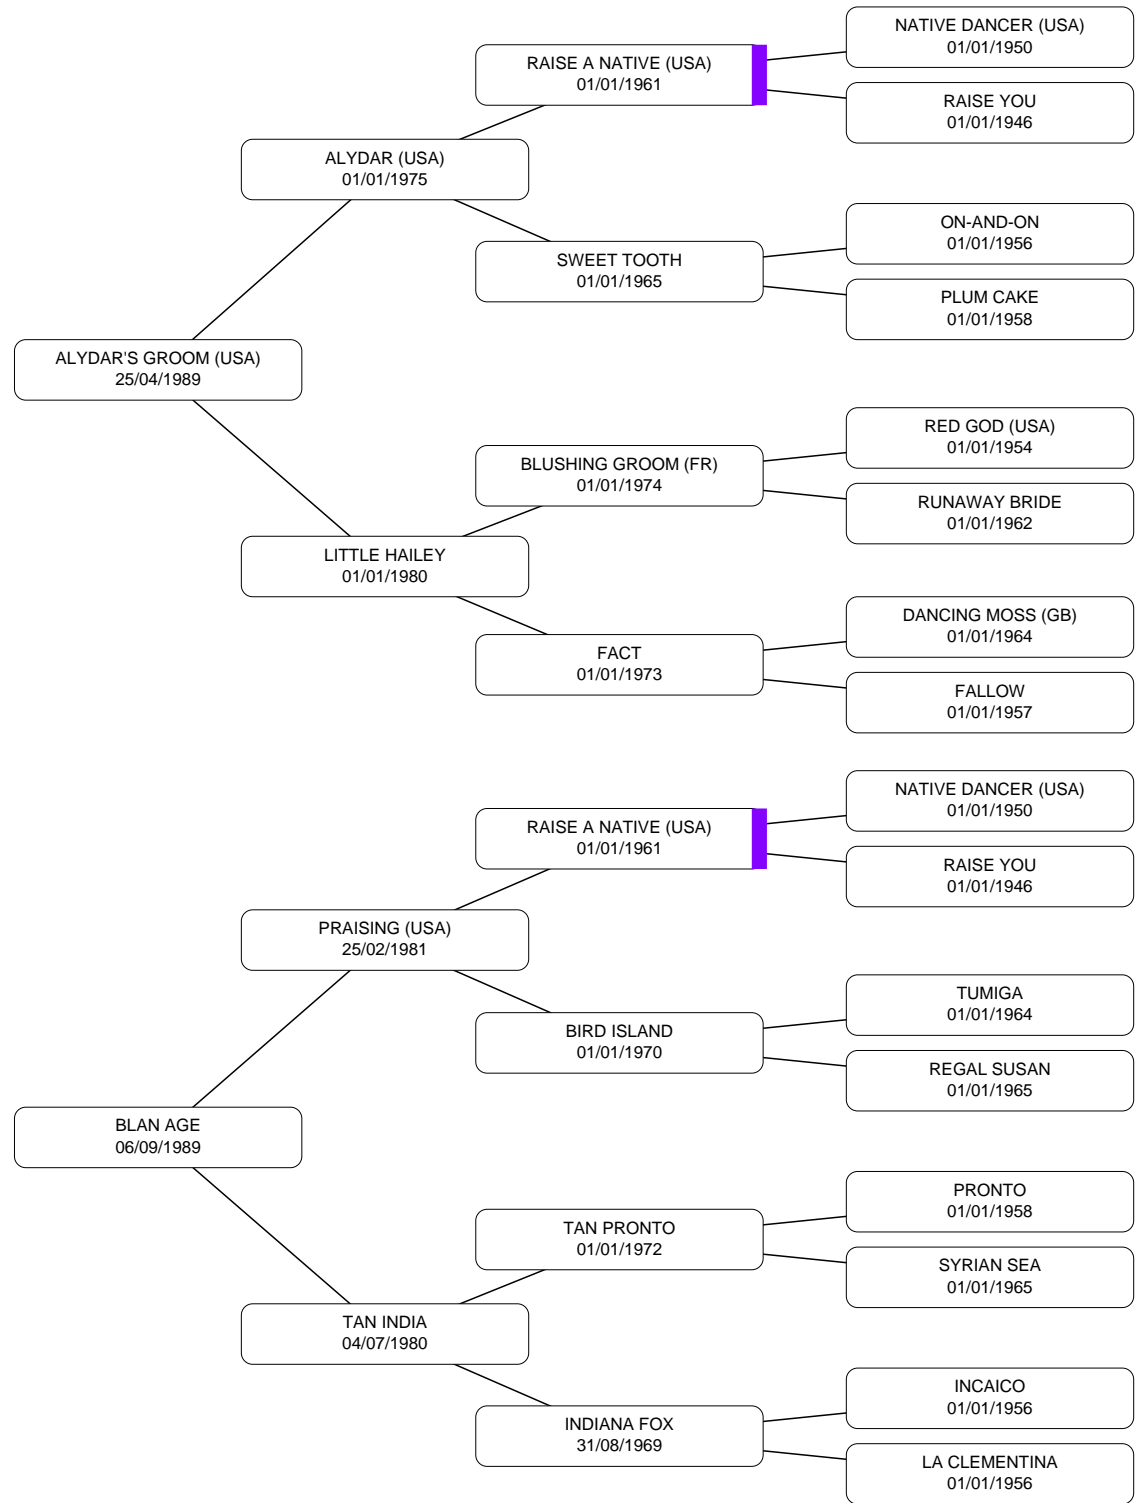 NATIVE DANCER (USA)
01/01/1950
RAISE A NATIVE (USA)
01/01/1961
RAISE YOU
01/01/1946
ALYDAR (USA)
01/01/1975
ON-AND-ON
01/01/1956
SWEET TOOTH
01/01/1965
PLUM CAKE
01/01/1958
ALYDAR'S GROOM (USA)
25/04/1989
RED GOD (USA)
01/01/1954
BLUSHING GROOM (FR)
01/01/1974
RUNAWAY BRIDE
01/01/1962
LITTLE HAILEY
01/01/1980
DANCING MOSS (GB)
01/01/1964
FACT
01/01/1973
FALLOW
01/01/1957
NATIVE DANCER (USA)
01/01/1950
RAISE A NATIVE (USA)
01/01/1961
RAISE YOU
01/01/1946
PRAISING (USA)
25/02/1981
TUMIGA
01/01/1964
BIRD ISLAND
01/01/1970
REGAL SUSAN
01/01/1965
BLAN AGE
06/09/1989
PRONTO
01/01/1958
TAN PRONTO
01/01/1972
SYRIAN SEA
01/01/1965
TAN INDIA
04/07/1980
INCAICO
01/01/1956
INDIANA FOX
31/08/1969
LA CLEMENTINA
01/01/1956